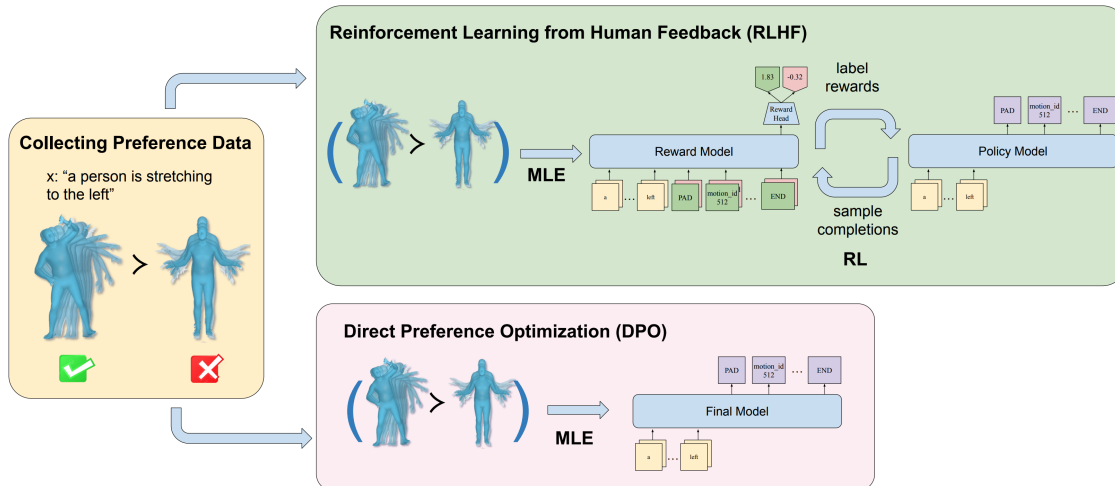 Collecting Preference Data
x: “a person is stretching
to the left”
Reinforcement Learning from Human Feedback (RLHF)
MLE
1.83
-0.32
Reward
Head
Reward Model
a
...
left
PAD
motion_id
512
...
END
label
rewards
sample
completions
RL
PAD
motion_id
512
...
END
Policy Model
a
...
left
Direct Preference Optimization (DPO)
MLE
PAD
motion_id
512
...
END
Final Model
a
...
left